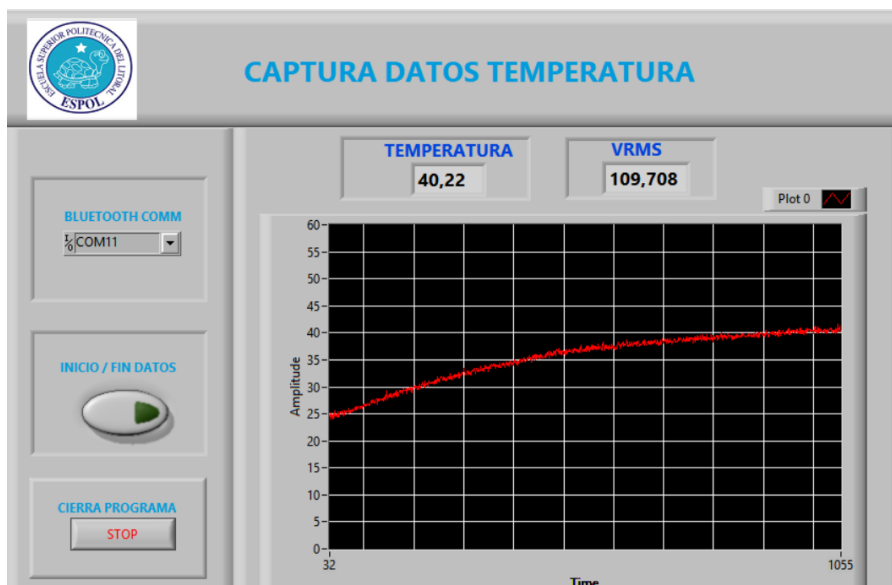 ESCUELA SUPERIOR POLITECNICA DEL LITORAL
ESPOL
CAPTURA DATOS TEMPERATURA
TEMPERATURA
40,22
VRMS
109,708
Plot 0
BLUETOOTH COMM
I/O COM11
INICIO / FIN DATOS
CIERRA PROGRAMA
STOP
Amplitude
60
55
50
45
40
35
30
25
20
15
10
5
0
32
1055
Time